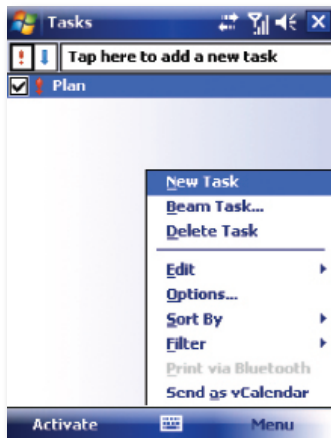 Tasks
Tap here to add a new task
Plan
New Task
Beam Task...
Delete Task
Edit
Options...
Sort By
Filter
Print via Bluetooth
Send as vCalendar
Activate
Menu